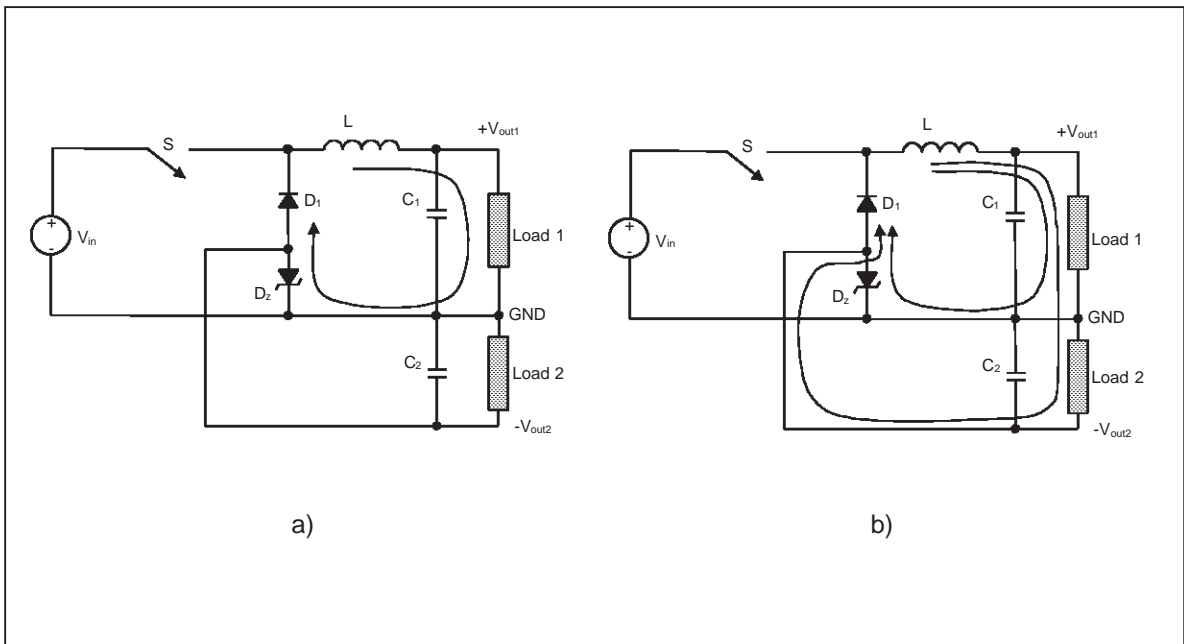 S
L
+Vout1
+
-
Vin
D1
C1
Load 1
Dz
GND
C2
Load 2
-Vout2
a)
S
L
+Vout1
+
-
Vin
D1
C1
Load 1
Dz
GND
C2
Load 2
-Vout2
b)